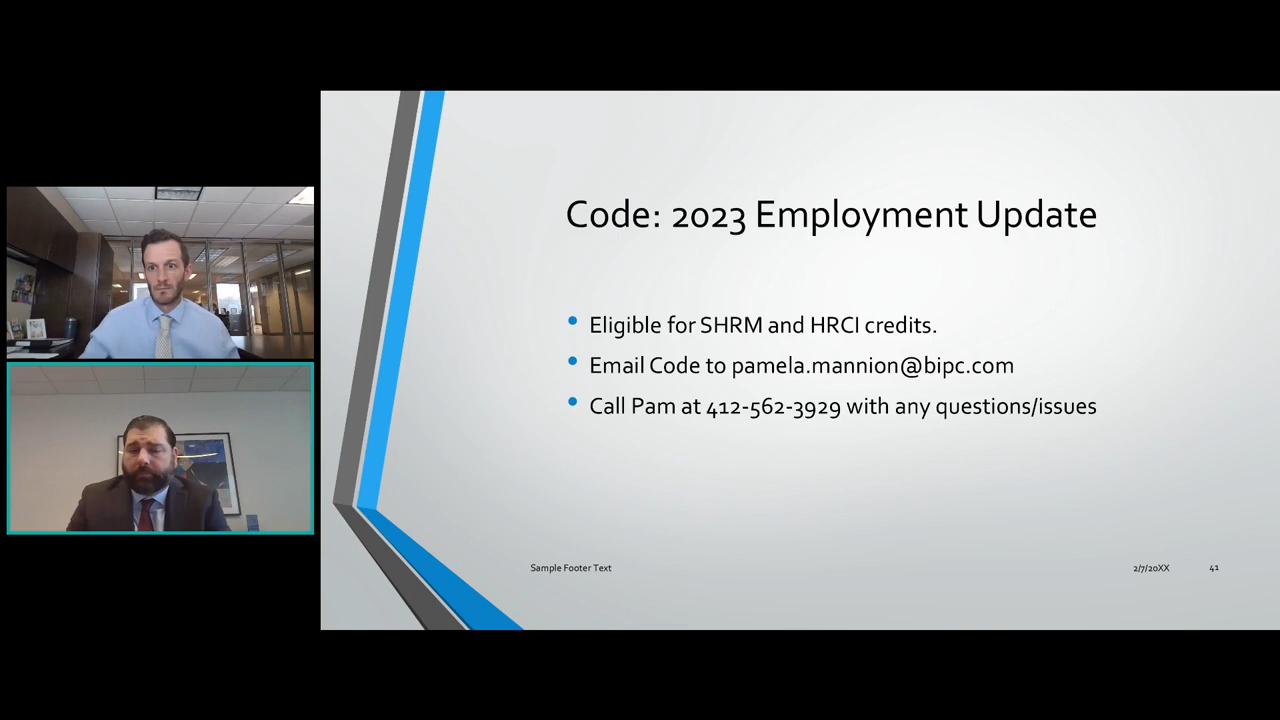 Code: 2023 Employment Update
Eligible for SHRM and HRCI credits.
Email Code to pamela.mannion@bipc.com
Call Pam at 412-562-3929 with any questions/issues
Sample Footer Text
2/7/20XX
41